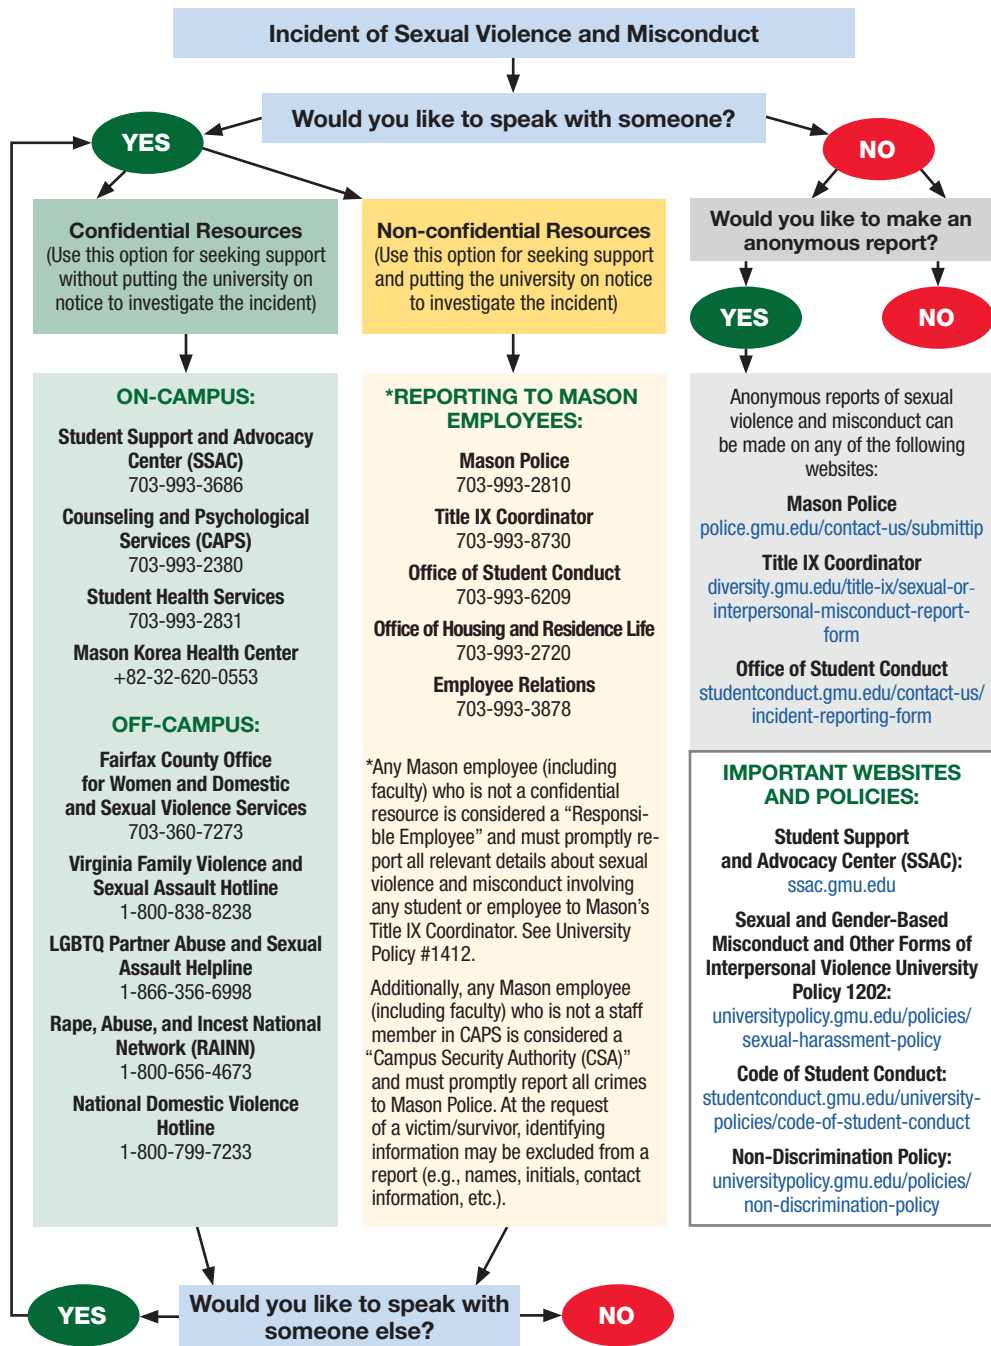 Incident of Sexual Violence and Misconduct
Would you like to speak with someone?
YES
NO
Confidential Resources
(Use this option for seeking support
without putting the university on
notice to investigate the incident)
Non-confidential Resources
(Use this option for seeking support
and putting the university on notice
to investigate the incident)
Would you like to make an
anonymous report?
YES
NO
ON-CAMPUS:
Student Support and Advocacy
Center (SSAC)
703-993-3686
Counseling and Psychological
Services (CAPS)
703-993-2380
Student Health Services
703-993-2831
Mason Korea Health Center
+82-32-620-0553
OFF-CAMPUS:
Fairfax County Office
for Women and Domestic
and Sexual Violence Services
703-360-7273
Virginia Family Violence and
Sexual Assault Hotline
1-800-838-8238
LGBTQ Partner Abuse and Sexual
Assault Helpline
1-866-356-6998
Rape, Abuse, and Incest National
Network (RAINN)
1-800-656-4673
National Domestic Violence
Hotline
1-800-799-7233
*REPORTING TO MASON
EMPLOYEES:
Mason Police
703-993-2810
Title IX Coordinator
703-993-8730
Office of Student Conduct
703-993-6209
Office of Housing and Residence Life
703-993-2720
Employee Relations
703-993-3878
*Any Mason employee (including
faculty) who is not a confidential
resource is considered a “Responsi-
ble Employee” and must promptly re-
port all relevant details about sexual
violence and misconduct involving
any student or employee to Mason’s
Title IX Coordinator. See University
Policy #1412.
Additionally, any Mason employee
(including faculty) who is not a staff
member in CAPS is considered a
“Campus Security Authority (CSA)”
and must promptly report all crimes
to Mason Police. At the request
of a victim/survivor, identifying
information may be excluded from a
report (e.g., names, initials, contact
information, etc.).
Anonymous reports of sexual
violence and misconduct can
be made on any of the following
websites:
Mason Police
police.gmu.edu/contact-us/submittip
Title IX Coordinator
diversity.gmu.edu/title-ix/sexual-or-
interpersonal-misconduct-report-
form
Office of Student Conduct
studentconduct.gmu.edu/contact-us/
incident-reporting-form
IMPORTANT WEBSITES
AND POLICIES:
Student Support
and Advocacy Center (SSAC):
ssac.gmu.edu
Sexual and Gender-Based
Misconduct and Other Forms of
Interpersonal Violence University
Policy 1202:
universitypolicy.gmu.edu/policies/
sexual-harassment-policy
Code of Student Conduct:
studentconduct.gmu.edu/university-
policies/code-of-student-conduct
Non-Discrimination Policy:
universitypolicy.gmu.edu/policies/
non-discrimination-policy
YES
Would you like to speak with
someone else?
NO